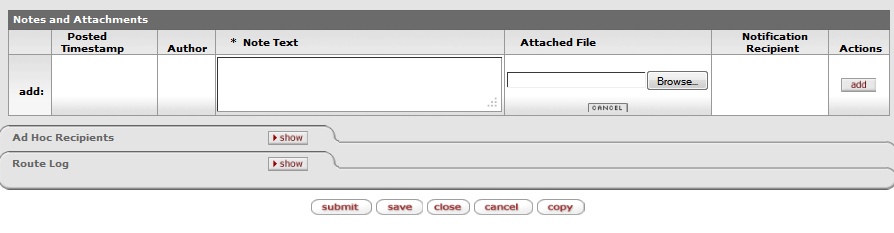 Notes and Attachments
Posted Timestamp Author * Note Text Attached File Notification Recipient Actions
add: Browse... add
CANCEL
Ad Hoc Recipients show
Route Log show
submit save close cancel copy